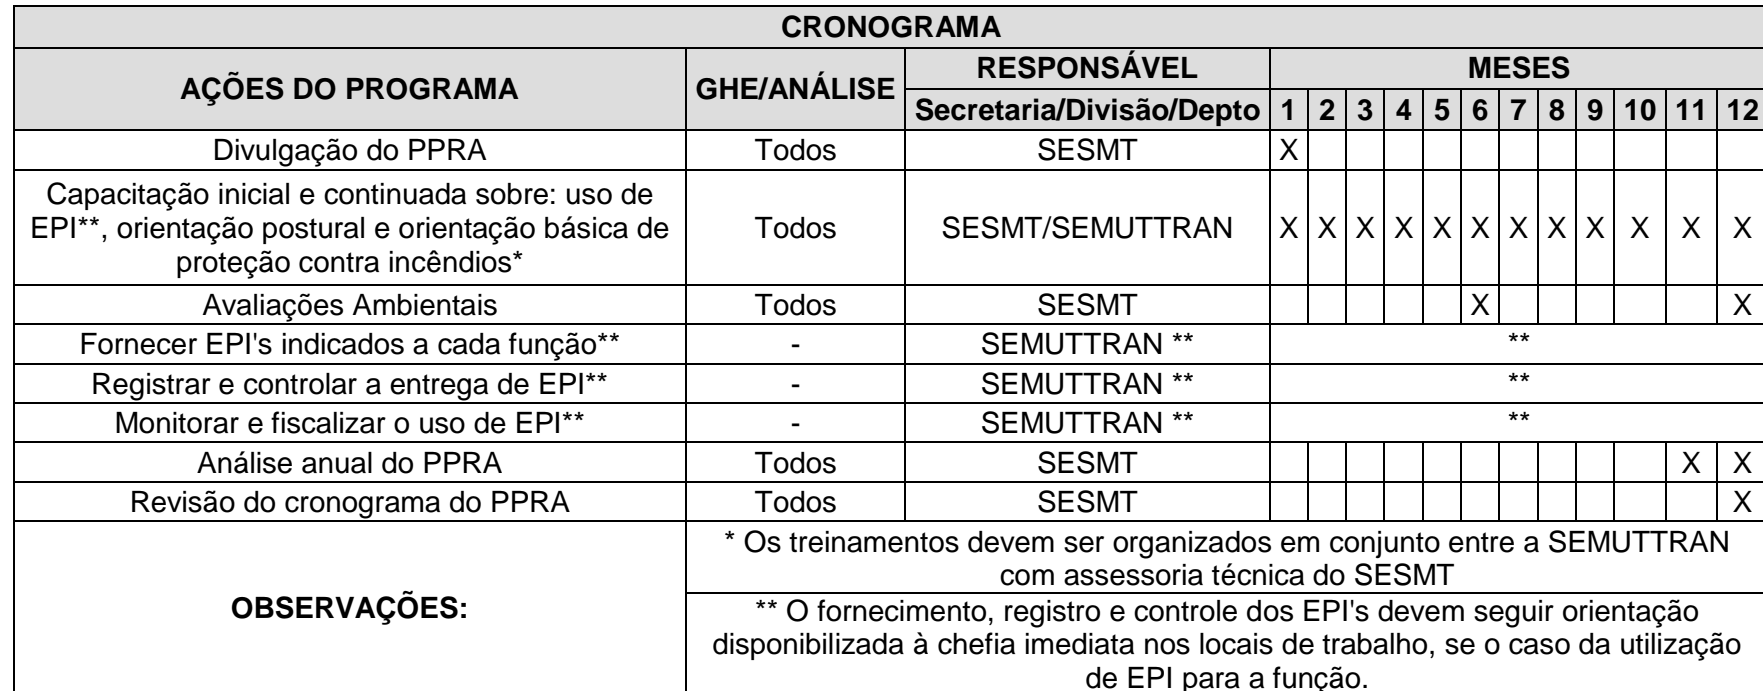 CRONOGRAMA
AÇÕES DO PROGRAMA GHE/ANÁLISE RESPONSÁVEL MESES
Secretaria/Divisão/Depto 1 2 3 4 5 6 7 8 9 10 11 12
Divulgação do PPRA Todos SESMT X
Capacitação inicial e continuada sobre: uso de
EPI**, orientação postural e orientação básica de
proteção contra incêndios*
Todos SESMT/SEMUTTRAN X X X X X X X X X X X X
Avaliações Ambientais Todos SESMT X X
Fornecer EPI's indicados a cada função** - SEMUTTRAN ** **
Registrar e controlar a entrega de EPI** - SEMUTTRAN ** **
Monitorar e fiscalizar o uso de EPI** - SEMUTTRAN ** **
Análise anual do PPRA Todos SESMT X X
Revisão do cronograma do PPRA Todos SESMT X
OBSERVAÇÕES:
* Os treinamentos devem ser organizados em conjunto entre a SEMUTTRAN
com assessoria técnica do SESMT
** O fornecimento, registro e controle dos EPI's devem seguir orientação
disponibilizada à chefia imediata nos locais de trabalho, se o caso da utilização
de EPI para a função.